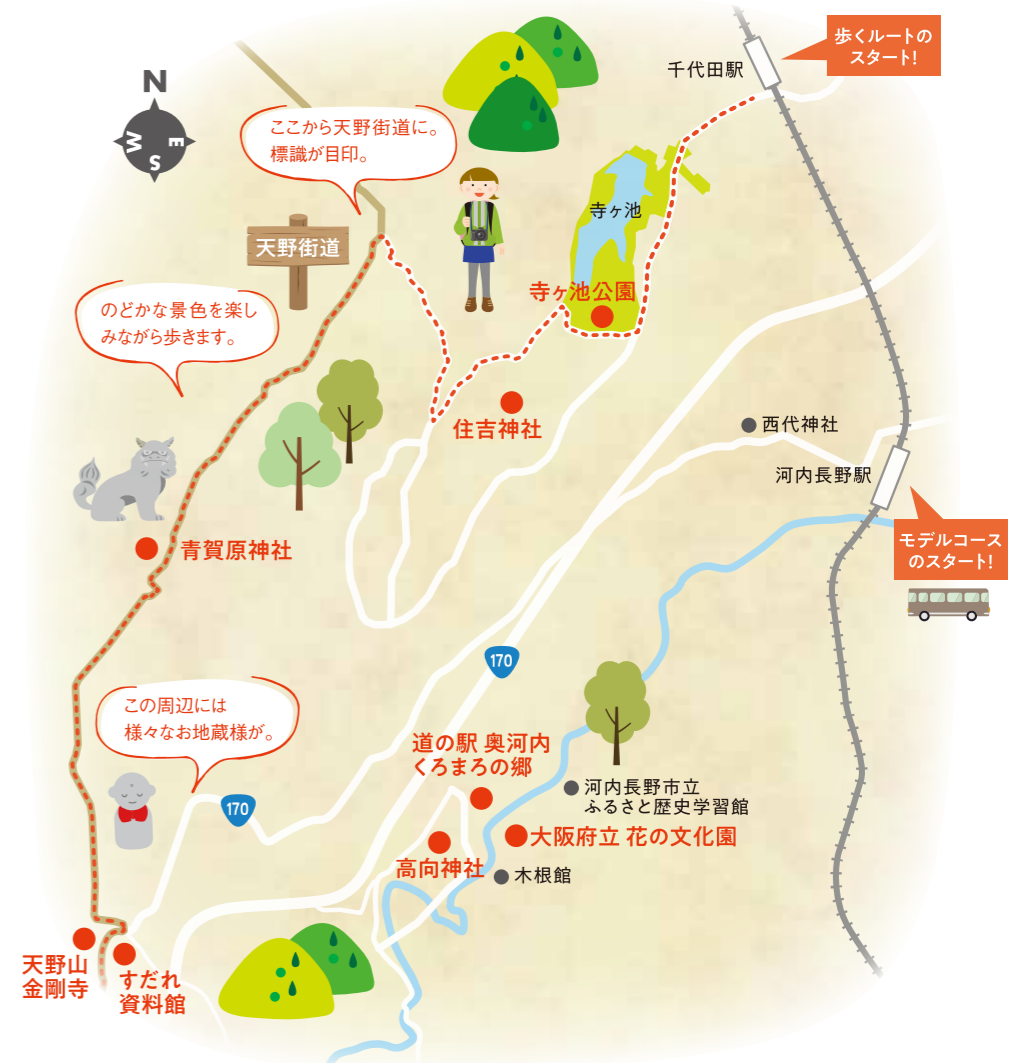 歩くルートの
スタート!
千代田駅
N
W
E
S
ここから天野街道に。
標識が目印。
天野街道
寺ヶ池
寺ヶ池公園
のどかな景色を楽し
みながら歩きます。
住吉神社
西代神社
河内長野駅
モデルコース
のスタート!
青賀原神社
170
この周辺には
様々なお地蔵様が。
道の駅 奥河内
くろまろの郷
河内長野市立
ふるさと歴史学習館
170
大阪府立 花の文化園
高向神社
木根館
天野山
金剛寺
すだれ
資料館